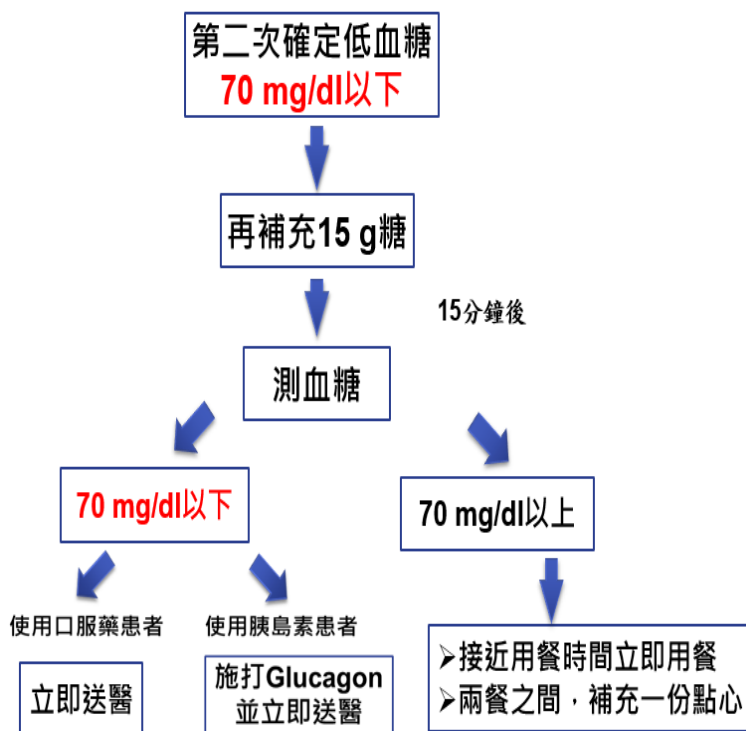 第二次確定低血糖
70 mg/dl以下
再補充15 g糖
15分鐘後
測血糖
70 mg/dl以下
70 mg/dl以上
使用口服藥患者
使用胰島素患者
立即送醫
施打Glucagon
並立即送醫
➢接近用餐時間立即用餐
➢兩餐之間，補充一份點心